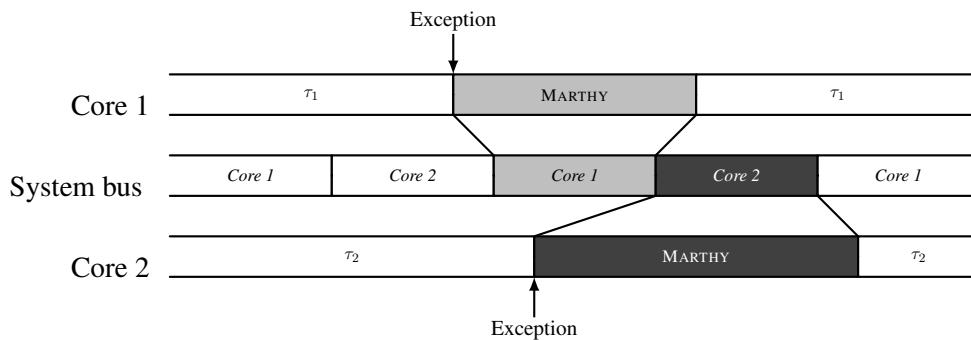 Exception
Core 1 τ1 MARTHY τ1
System bus Core 1 Core 2 Core 1 Core 2 Core 1
Core 2 τ2 MARTHY τ2
Exception